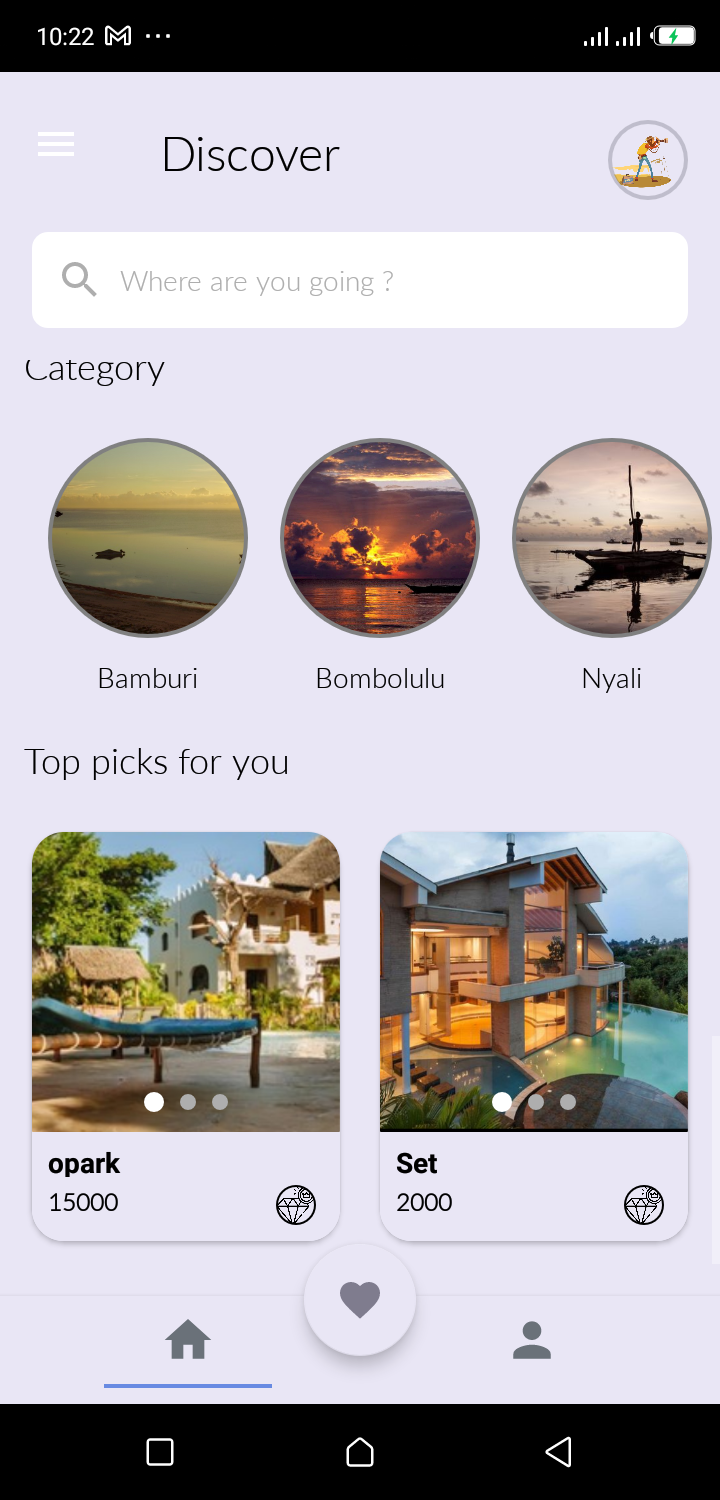 10:22
Discover
Where are you going ?
Category
Bamburi
Bombolulu
Nyali
Top picks for you
opark
15000
Set
2000